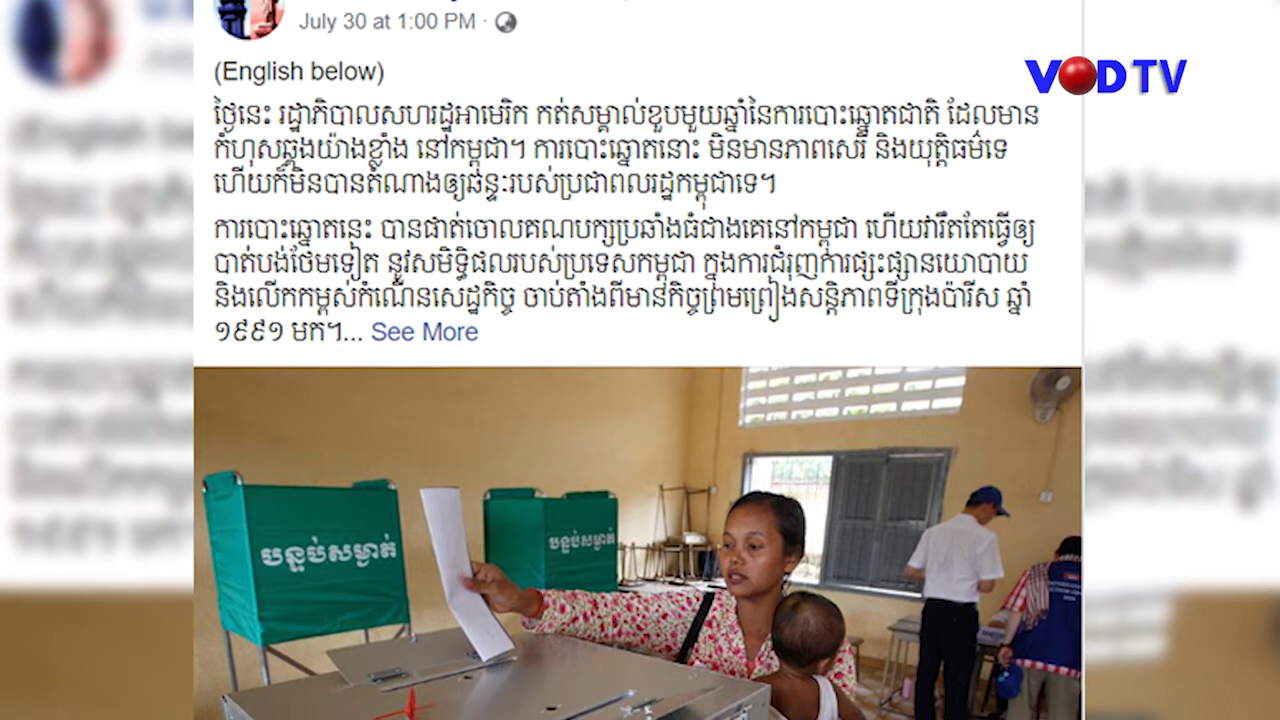 July 30 at 1:00 PM ·
VOD TV
(English below)
ថ្ងៃនេះ រដ្ឋាភិបាលសហរដ្ឋអាមេរិក កត់សម្គាល់ខួបមួយឆ្នាំនៃការបោះឆ្នោតជាតិ ដែលមាន
កំហុសឆ្គងយ៉ាងខ្លាំង នៅកម្ពុជា។ ការបោះឆ្នោតនោះ មិនមានភាពសេរី និងយុត្តិធម៌ទេ
ហើយក៏មិនបានតំណាងឲ្យឆន្ទៈរបស់ប្រជាពលរដ្ឋកម្ពុជាទេ។
ការបោះឆ្នោតនេះ បានផាត់ចោលគណបក្សប្រឆាំងធំជាងគេនៅកម្ពុជា ហើយវារឹតតែធ្វើឲ្យ
បាត់បង់ថែមទៀត នូវសមិទ្ធិផលរបស់ប្រទេសកម្ពុជា ក្នុងការជំរុញការផ្សះផ្សានយោបាយ
និងលើកកម្ពស់កំណើនសេដ្ឋកិច្ច ចាប់តាំងពីមានកិច្ចព្រមព្រៀងសន្តិភាពទីក្រុងប៉ារីស ឆ្នាំ
១៩៩១ មក។... See More
បន្ទប់សម្ងាត់
បន្ទប់សម្ងាត់